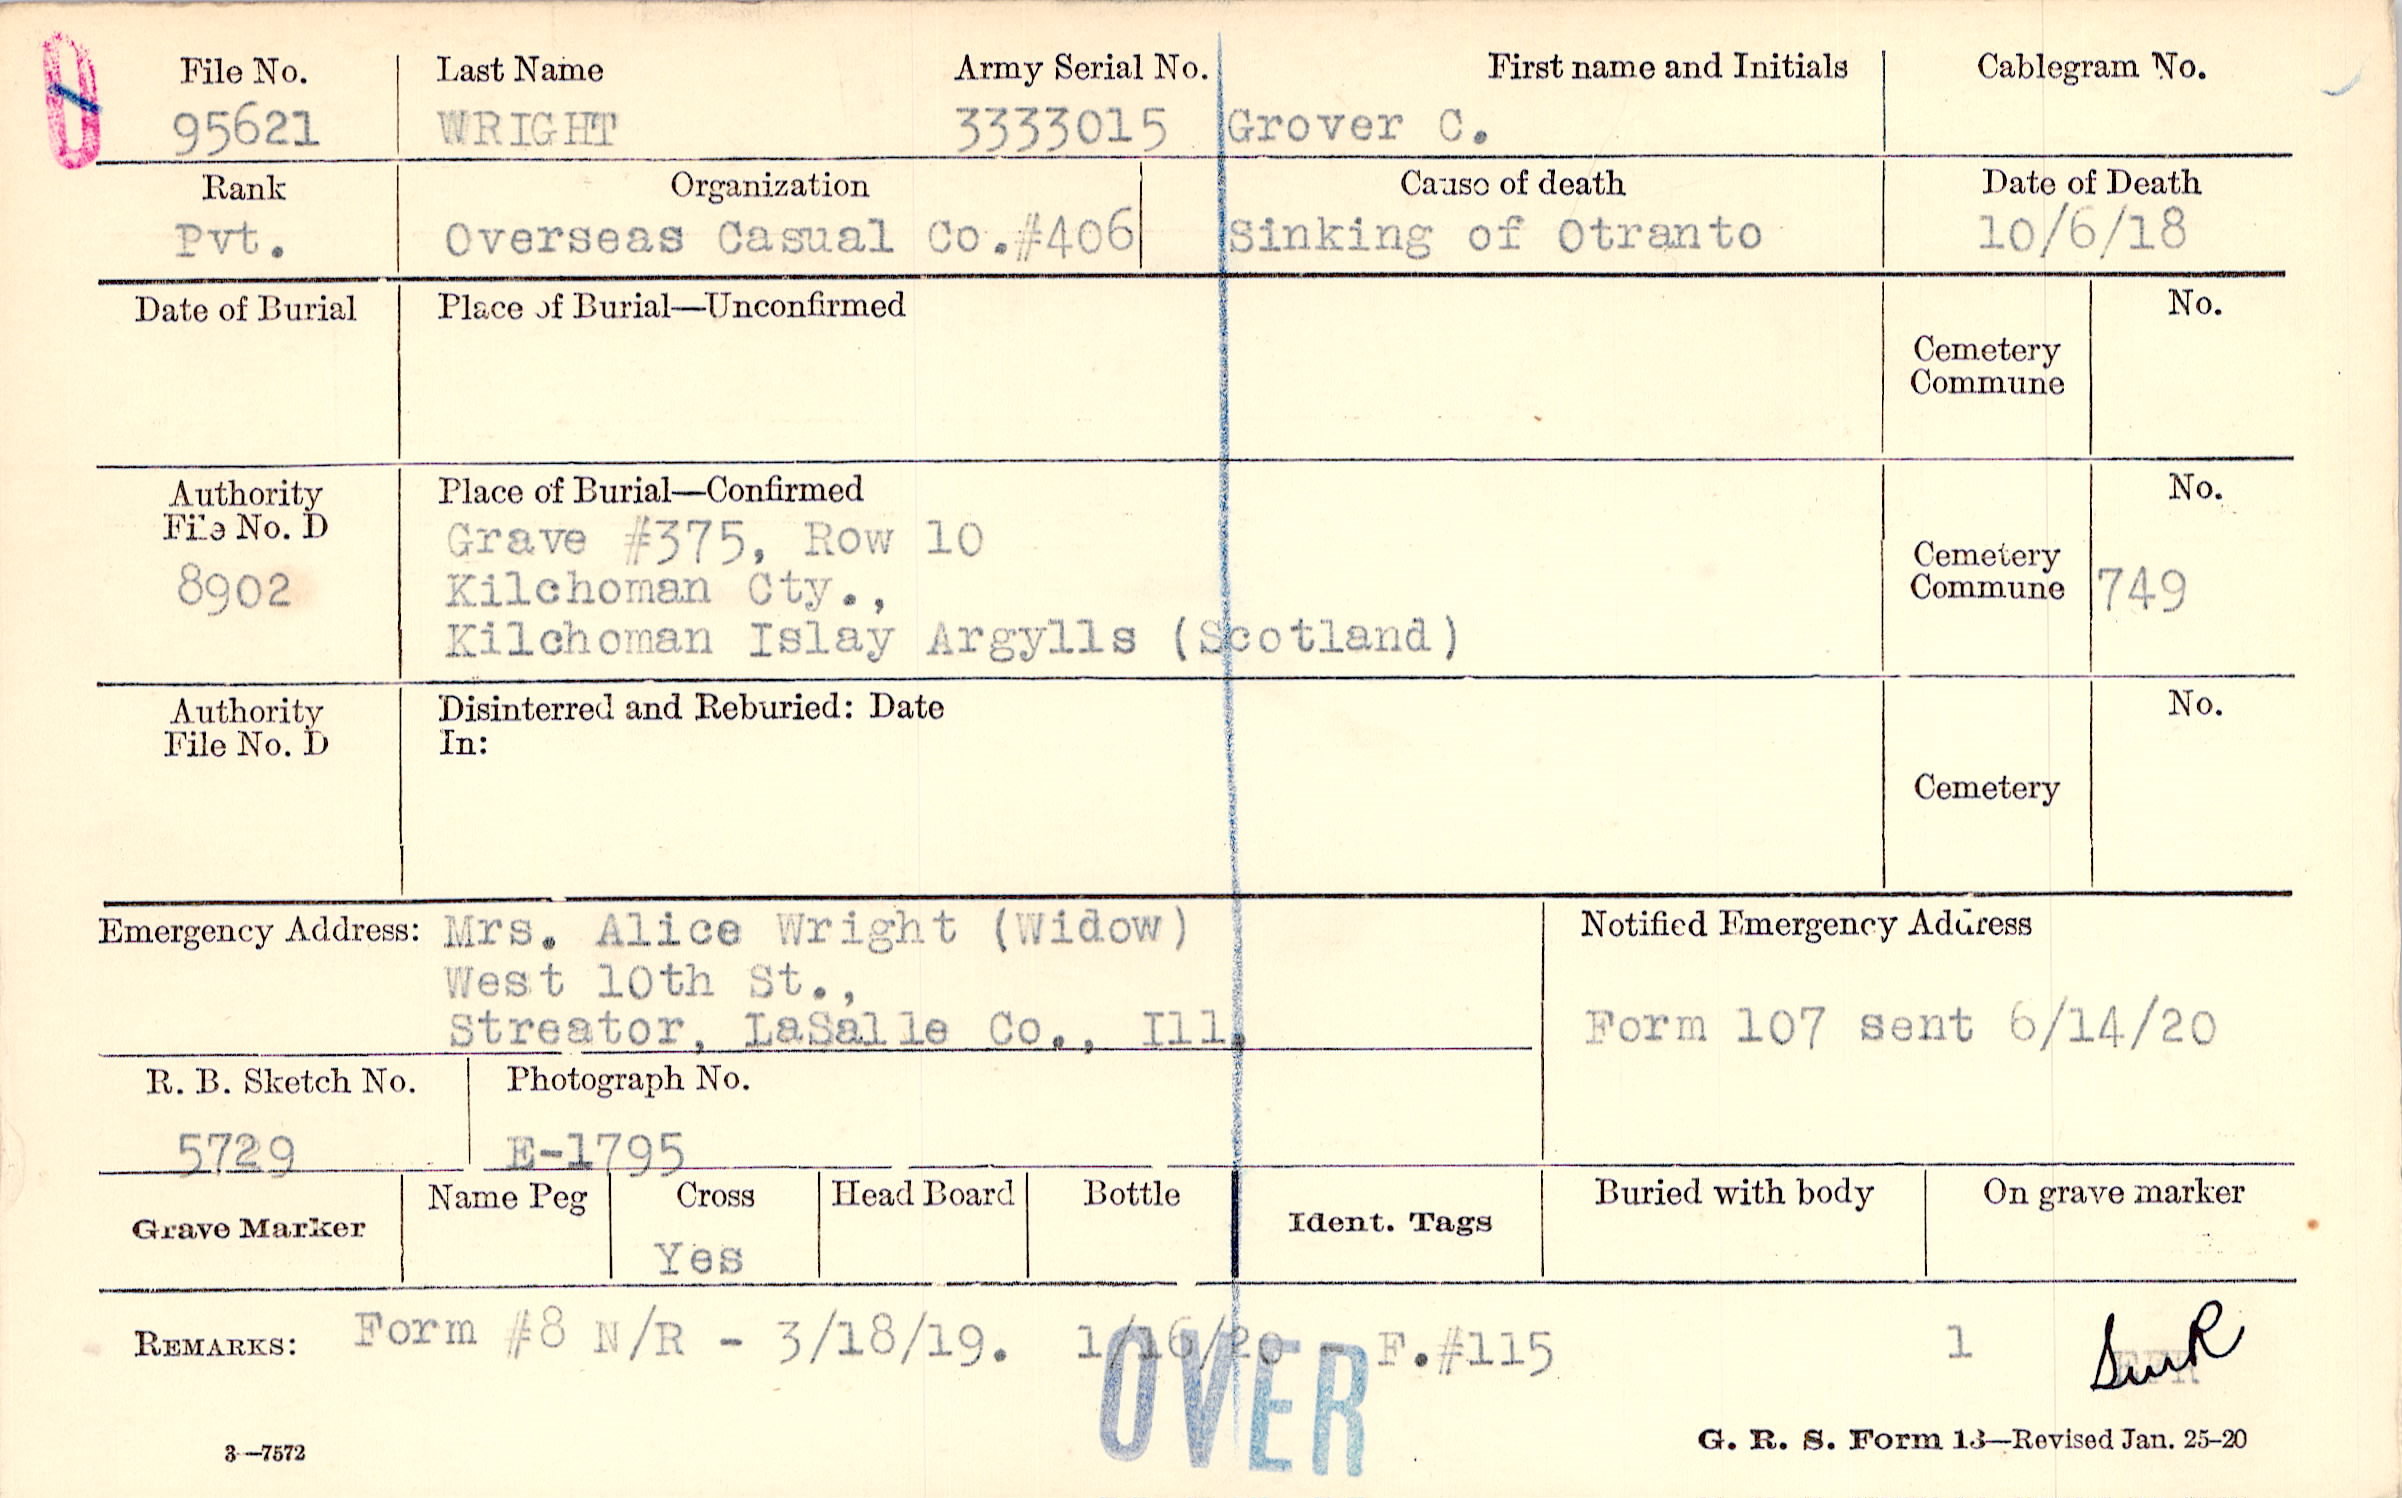 File No. Last Name Army Serial No. First name and Initials Cablegram No.
95621 WRIGHT 3333015 Grover C.
Rank Organization Cause of death Date of Death
Pvt. Overseas Casual Co.#406 Sinking of Otranto 10/6/18
Date of Burial Place of Burial—Unconfirmed No.
Cemetery
Commune
Authority Place of Burial—Confirmed No.
File No. D
Grave #375, Row 10
8902 Kilchoman Cty., Cemetery
Commune 749
Kilchoman Islay Argylls (Scotland)
Authority Disinterred and Reburied: Date No.
File No. D In:
Cemetery
Emergency Address: Mrs. Alice Wright (Widow) Notified Emergency Address
West 10th St.,
Streator, LaSalle Co., Ill. Form 107 sent 6/14/20
R. B. Sketch No. Photograph No.
5729 E-1795
Grave Marker Name Peg Cross Head Board Bottle Ident. Tags Buried with body On grave marker
Yes
REMARKS: Form #8 N/R - 3/18/19. 1/16/20 - F.#115 1
OVER
3—7572 G. R. S. Form 13—Revised Jan. 25-20